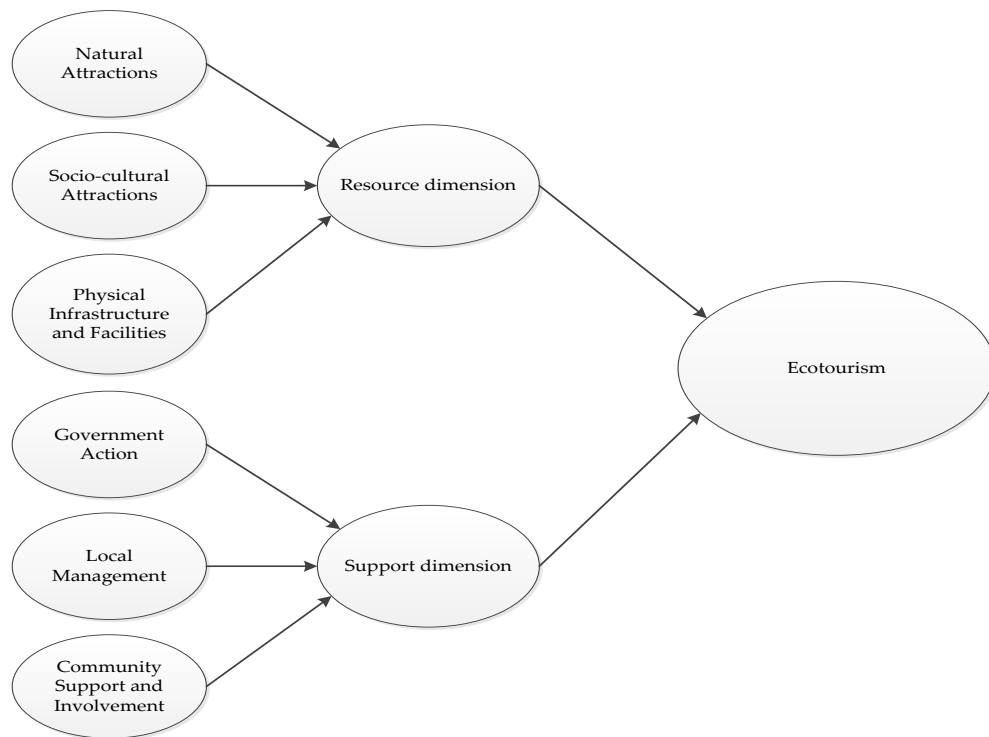 Natural
Attractions
Socio-cultural
Attractions
Physical
Infrastructure
and Facilities
Government
Action
Local
Management
Community
Support and
Involvement
Resource dimension
Support dimension
Ecotourism